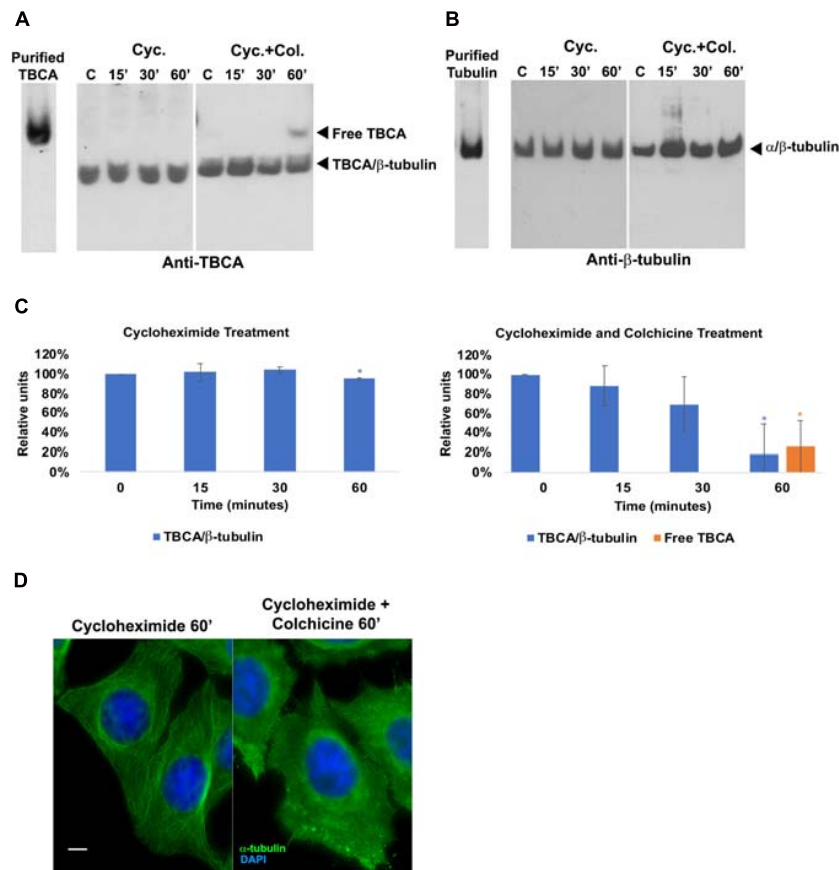 A
Purified
TBCA
Cyc.
Cyc.+Col.
C 15' 30' 60' C 15' 30' 60'
Free TBCA
TBCA/β-tubulin
Anti-TBCA
B
Purified
Tubulin
Cyc.
Cyc.+Col.
C 15' 30' 60' C 15' 30' 60'
α/β-tubulin
Anti-β-tubulin
C
Cycloheximide Treatment
Relative units
120%
100%
80%
60%
40%
20%
0%
*
0 15 30 60
Time (minutes)
TBCA/β-tubulin
Cycloheximide and Colchicine Treatment
Relative units
120%
100%
80%
60%
40%
20%
0%
* *
0 15 30 60
Time (minutes)
TBCA/β-tubulin Free TBCA
D
Cycloheximide 60'
Cycloheximide +
Colchicine 60'
α-tubulin
DAPI